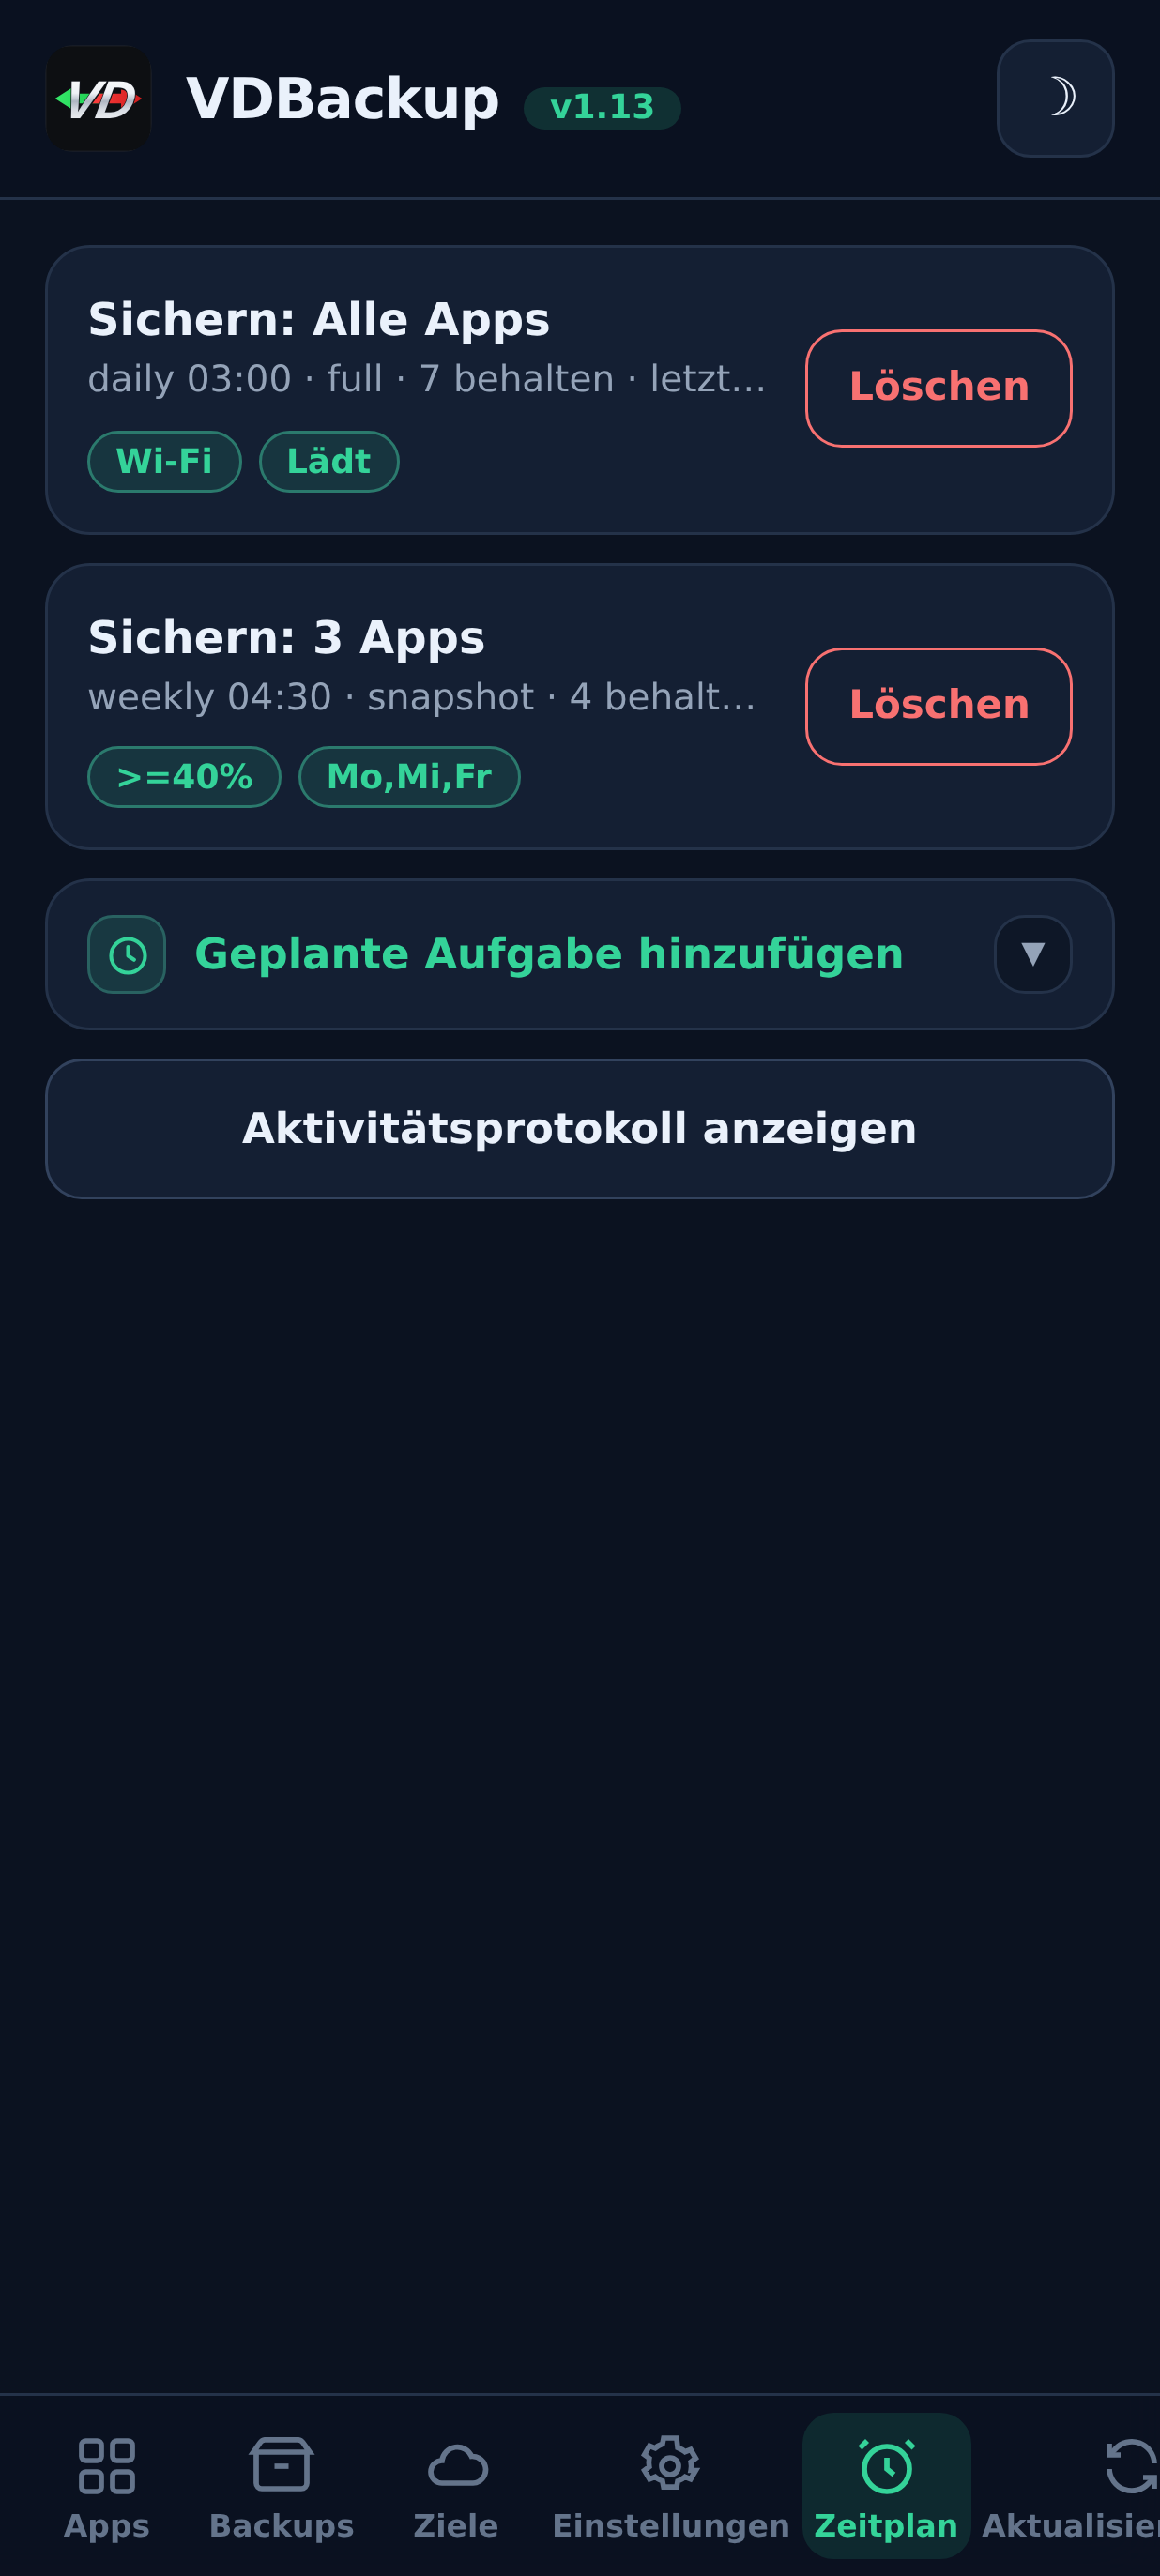 VD
VDBackup v1.13
Sichern: Alle Apps
daily 03:00 · full · 7 behalten · letzt...
Löschen
Wi-Fi Lädt
Sichern: 3 Apps
weekly 04:30 · snapshot · 4 behalt...
Löschen
>=40% Mo,Mi,Fr
Geplante Aufgabe hinzufügen
Aktivitätsprotokoll anzeigen
Apps Backups Ziele Einstellungen Zeitplan Aktualisier